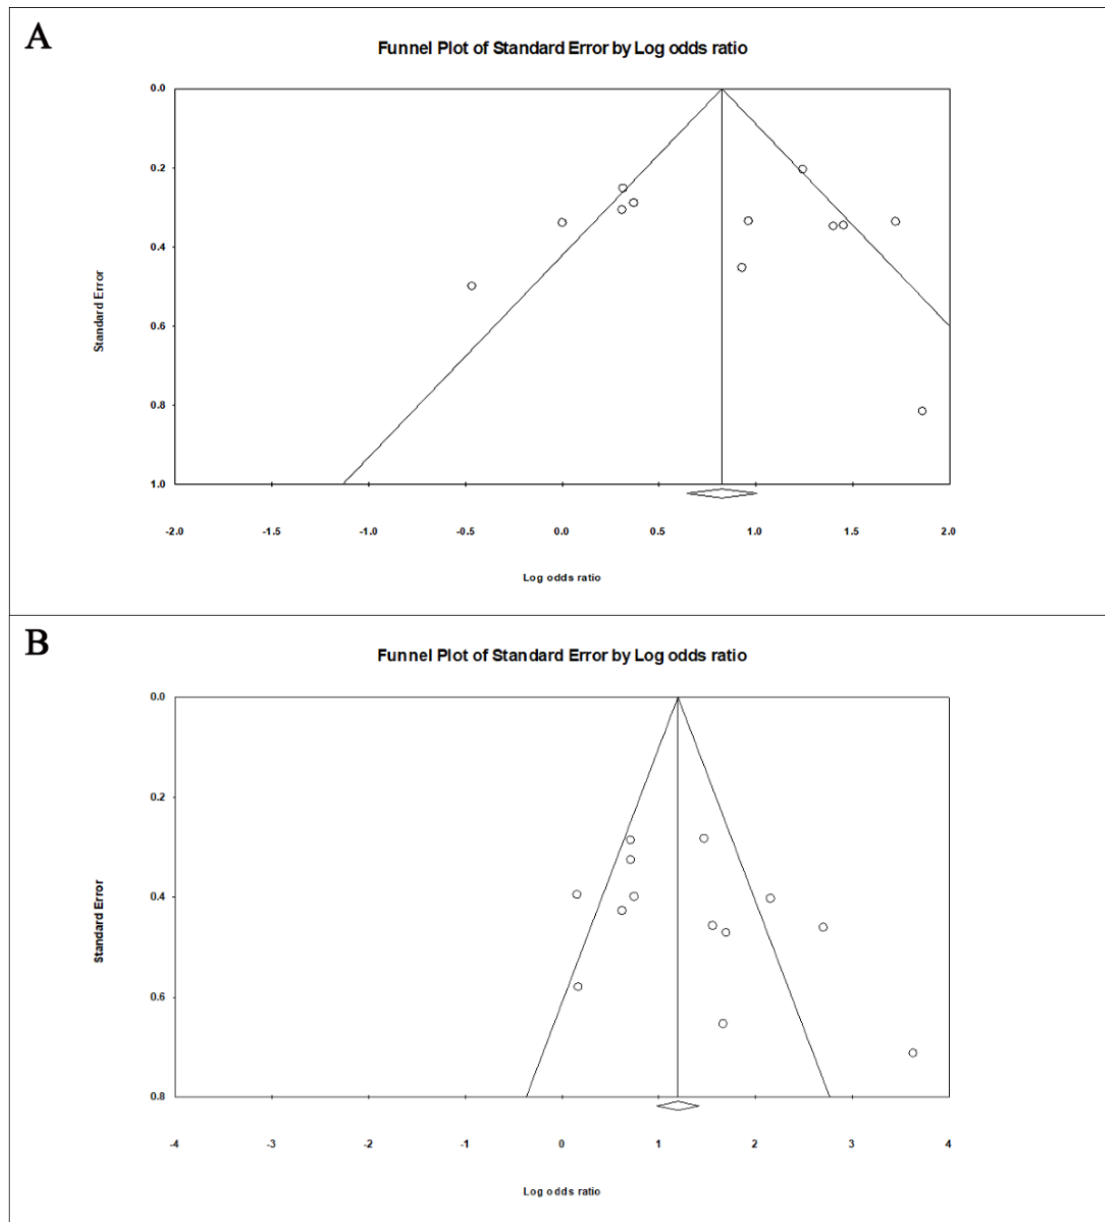 A
Funnel Plot of Standard Error by Log odds ratio
0.0
0.2
0.4
0.6
0.8
1.0
Standard Error
-2.0 -1.5 -1.0 -0.5 0.0 0.5 1.0 1.5 2.0
Log odds ratio
B
Funnel Plot of Standard Error by Log odds ratio
0.0
0.2
0.4
0.6
0.8
Standard Error
-4 -3 -2 -1 0 1 2 3 4
Log odds ratio